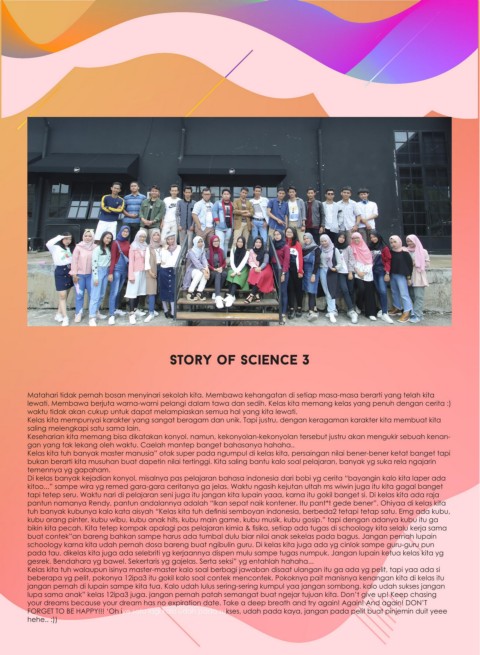 STORY OF SCIENCE 3
Matahari tidak pernah bosan menyinari sekolah kita. Membawa kehangatan di setiap masa-masa berarti yang telah kita
lewati. Membawa berjuta warna-warni pelangi dalam tawa dan sedih. Kelas kita memang kelas yang penuh dengan cerita :)
waktu tidak akan cukup untuk dapat melampiaskan semua hal yang kita lewati.
Kelas kita mempunyai karakter yang sangat beragam dan unik. Tapi justru, dengan keragaman karakter kita membuat kita
saling melengkapi satu sama lain.
Keseharian kita memang bisa dikatakan konyol, namun, kekonyolan-kekonyolan tersebut justru akan mengukir sebuah kenan-
gan yang tak lekang oleh waktu. Caelah mantep banget bahasanya hahaha..
Kelas kita tuh banyak master manusia" otak super pada ngumpul di kelas kita, persaingan nilai bener-bener ketat banget tapi
bukan berarti kita musuhan buat dapetin nilai tertinggi. Kita saling bantu kalo soal pelajaran, banyak yg suka rela ngajarin
temennya yg gapaham.
Di kelas banyak kejadian konyol, misalnya pas pelajaran bahasa indonesia dari bobi yg cerita "bayangin kalo kita laper ada
kitao..." sampe wira yg remed gara-gara ceritanya ga jelas. Waktu ngasih kejutan ultah ms wiwin juga itu kita gagal banget
tapi tetep seru. Waktu nari di pelajaran seni juga itu jangan kita lupain yaaa, karna itu gokil banget si. Di kelas kita ada raja
pantun namanya Rendy, pantun andalannya adalah "ikan sepat naik kontener. Itu pant*t gede bener". Ohiyaa di kelas kita
tuh banyak kubunya kalo kata aisyah "Kelas kita tuh definisi semboyan indonesia, berbeda2 tetapi tetap satu. Emg ada kubu,
kubu orang pinter, kubu wibu, kubu anak hits, kubu main game, kubu musik, kubu gosip." tapi dengan adanya kubu itu ga
bikin kita pecah. Kita tetep kompak apalagi pas pelajaran kimia & fisika, setiap ada tugas di schoology kita selalu kerja sama
buat contek"an bareng bahkan sampe harus ada tumbal dulu biar nilai anak sekelas pada bagus. Jangan pernah lupain
schoology karna kita udah pernah dosa bareng buat ngibulin guru. Di kelas kita juga ada yg cinlok sampe guru-guru pun
pada tau. dikelas kita juga ada selebriti yg kerjaannya dispen mulu sampe tugas numpuk. Jangan lupain ketua kelas kita yg
gesrek. Bendahara yg bawel. Sekertaris yg gajelas. Serta seksi" yg entahlah hahaha...
Kelas kita tuh walaupun isinya master-master kalo soal berbagi jawaban disaat ulangan itu ga ada yg pelit, tapi yaa ada si
beberapa yg pelit, pokonya 12ipa3 itu gokil kalo soal contek mencontek. Pokoknya pait manisnya kenangan kita di kelas itu
jangan pernah di lupain sampe kita tua. Kalo udah lulus sering-sering kumpul yaa jangan sombong, kalo udah sukses jangan
lupa sama anak" kelas 12ipa3 juga, jangan pernah patah semangat buat ngejar tujuan kita. Don't give up! Keep chasing
your dreams because your dream has no expiration date. Take a deep breath and try again! Again! And again! DON'T
FORGET TO BE HAPPY!!! 'Oh i kses, udah pada kaya, jangan pada pelit buat pinjemin duit yeee
hehe.. :))